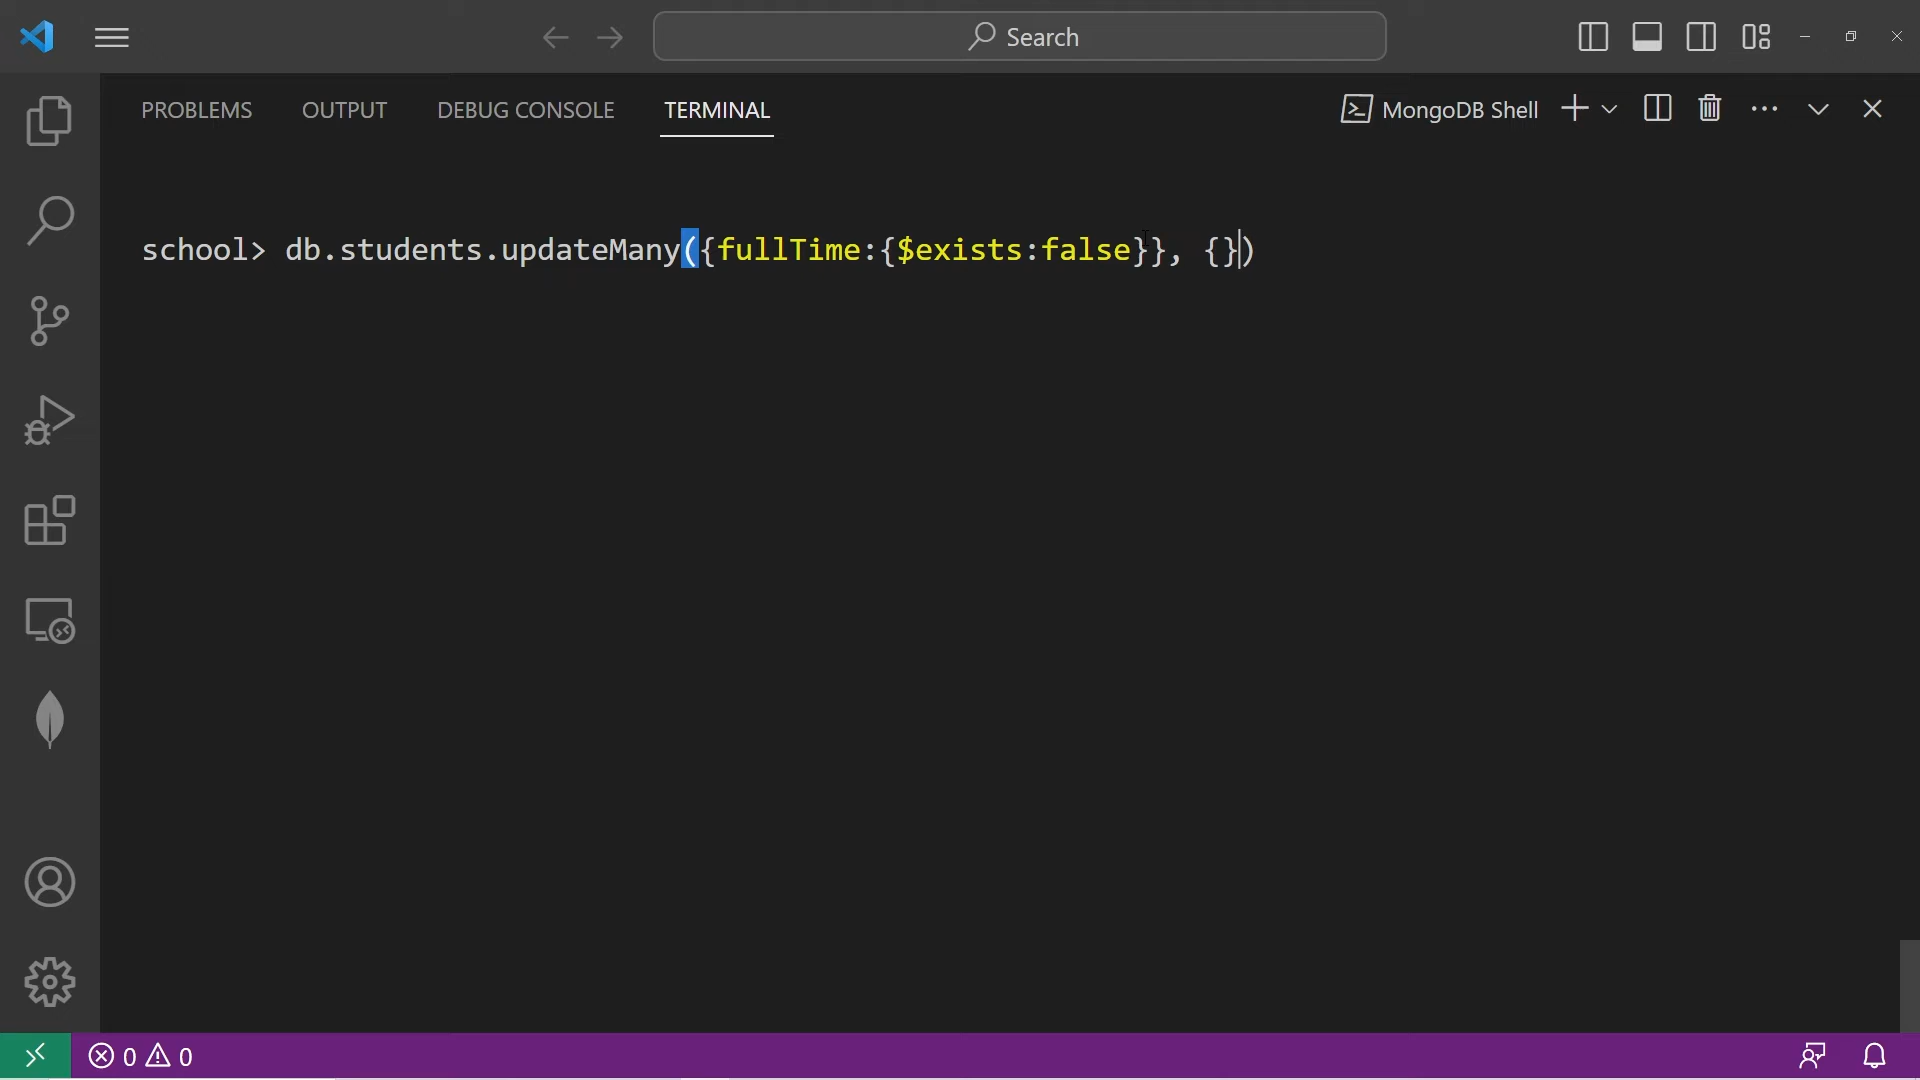 Search
PROBLEMS OUTPUT DEBUG CONSOLE TERMINAL MongoDB Shell
school> db.students.updateMany({fullTime:{$exists:false}}, {})
0 0